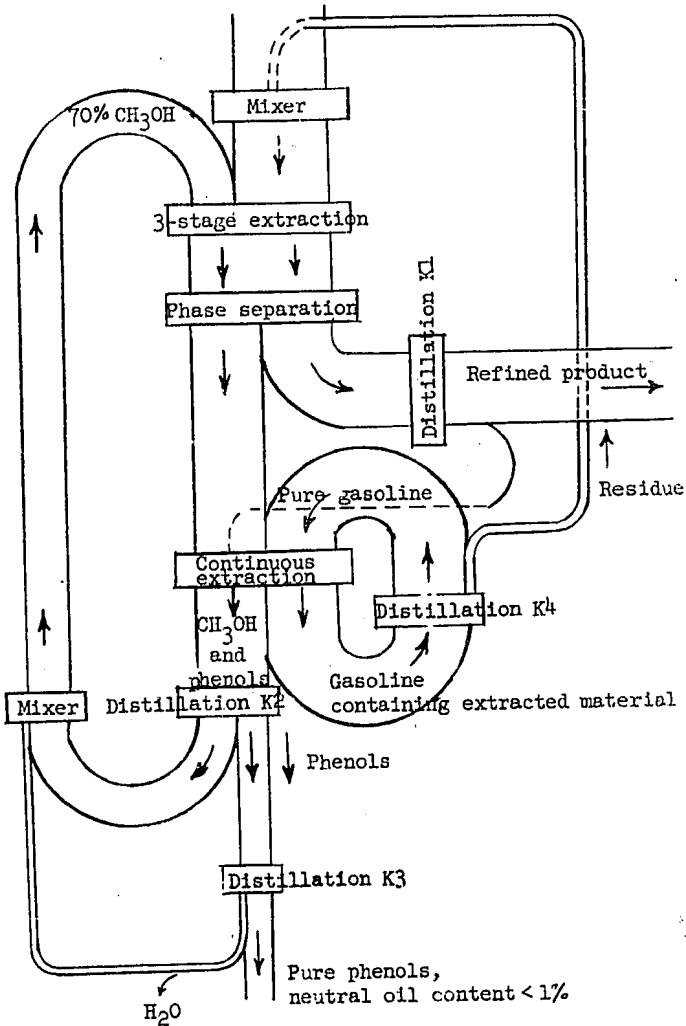 70% CH3OH
Mixer
3-stage extraction
Phase separation
Distillation K1
Refined product
Residue
Pure gasoline
Continuous
extraction
CH3OH
and
phenols
Distillation K4
Gasoline
containing extracted material
Mixer
Distillation K2
Phenols
Distillation K3
Pure phenols,
neutral oil content < 1%
H2O